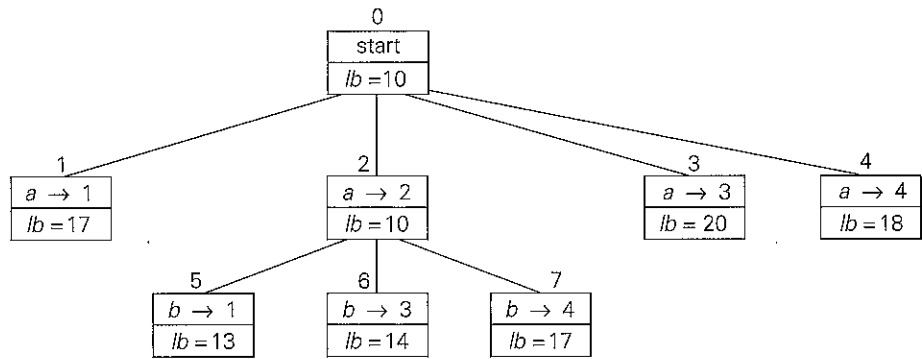 0
start
lb =10
1 2 3 4
a → 1 a → 2 a → 3 a → 4
lb =17 lb =10 lb = 20 lb =18
5 6 7
b → 1 b → 3 b → 4
lb =13 lb =14 lb =17